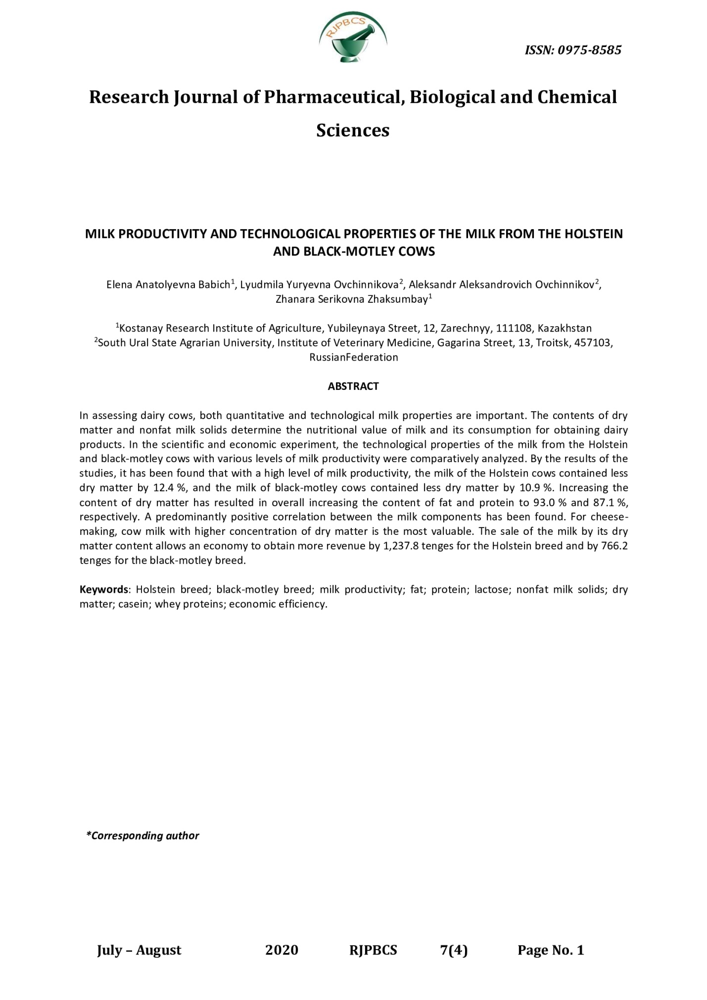 RJPBCS
ISSN: 0975-8585
Research Journal of Pharmaceutical, Biological and Chemical
Sciences
MILK PRODUCTIVITY AND TECHNOLOGICAL PROPERTIES OF THE MILK FROM THE HOLSTEIN
AND BLACK-MOTLEY COWS
Elena Anatolyevna Babich¹, Lyudmila Yuryevna Ovchinnikova², Aleksandr Aleksandrovich Ovchinnikov²,
Zhanara Serikovna Zhaksumbay¹
¹Kostanay Research Institute of Agriculture, Yubileynaya Street, 12, Zarechnyy, 111108, Kazakhstan
²South Ural State Agrarian University, Institute of Veterinary Medicine, Gagarina Street, 13, Troitsk, 457103,
RussianFederation
ABSTRACT
In assessing dairy cows, both quantitative and technological milk properties are important. The contents of dry
matter and nonfat milk solids determine the nutritional value of milk and its consumption for obtaining dairy
products. In the scientific and economic experiment, the technological properties of the milk from the Holstein
and black-motley cows with various levels of milk productivity were comparatively analyzed. By the results of the
studies, it has been found that with a high level of milk productivity, the milk of the Holstein cows contained less
dry matter by 12.4 %, and the milk of black-motley cows contained less dry matter by 10.9 %. Increasing the
content of dry matter has resulted in overall increasing the content of fat and protein to 93.0 % and 87.1 %,
respectively. A predominantly positive correlation between the milk components has been found. For cheese-
making, cow milk with higher concentration of dry matter is the most valuable. The sale of the milk by its dry
matter content allows an economy to obtain more revenue by 1,237.8 tenges for the Holstein breed and by 766.2
tenges for the black-motley breed.
Keywords: Holstein breed; black-motley breed; milk productivity; fat; protein; lactose; nonfat milk solids; dry
matter; casein; whey proteins; economic efficiency.
*Corresponding author
July – August 2020 RJPBCS 7(4) Page No. 1